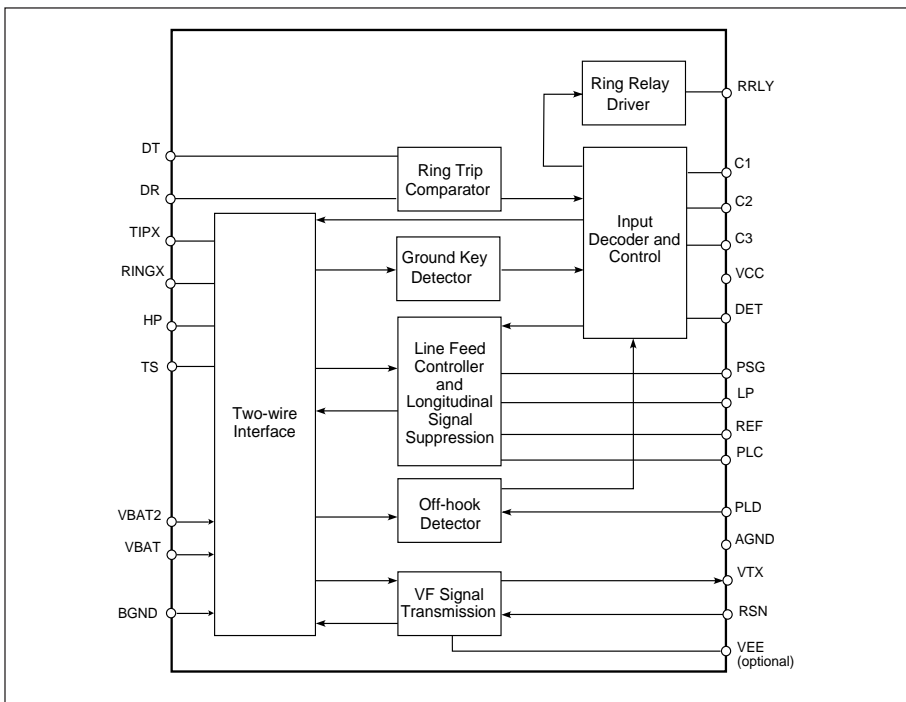 Ring Relay
Driver
RRLY
DT
DR
TIPX
RINGX
HP
TS
VBAT2
VBAT
BGND
Ring Trip
Comparator
Ground Key
Detector
Two-wire
Interface
Line Feed
Controller
and
Longitudinal
Signal
Suppression
Off-hook
Detector
VF Signal
Transmission
Input
Decoder and
Control
C1
C2
C3
VCC
DET
PSG
LP
REF
PLC
PLD
AGND
VTX
RSN
VEE
(optional)